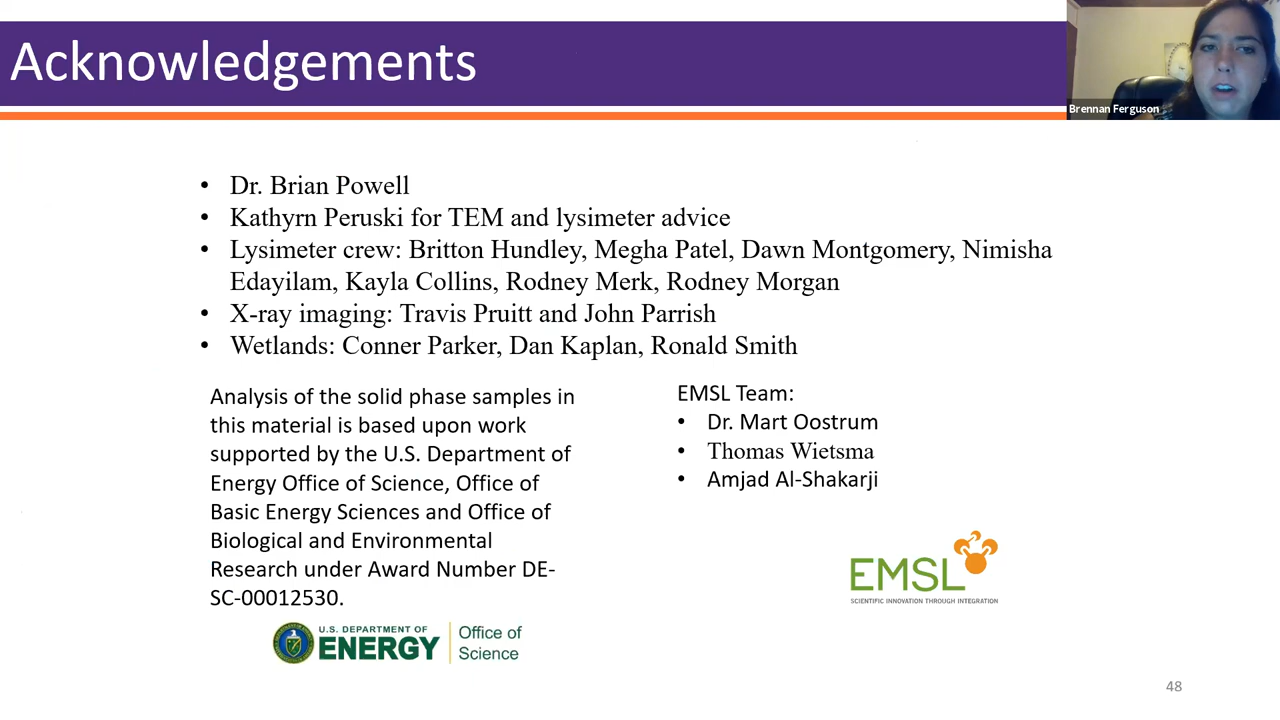 Acknowledgements
Brennan Ferguson
• Dr. Brian Powell
• Kathyrn Peruski for TEM and lysimeter advice
• Lysimeter crew: Britton Hundley, Megha Patel, Dawn Montgomery, Nimisha
Edayilam, Kayla Collins, Rodney Merk, Rodney Morgan
• X-ray imaging: Travis Pruitt and John Parrish
• Wetlands: Conner Parker, Dan Kaplan, Ronald Smith
Analysis of the solid phase samples in
this material is based upon work
supported by the U.S. Department of
Energy Office of Science, Office of
Basic Energy Sciences and Office of
Biological and Environmental
Research under Award Number DE-
SC-00012530.
U.S. DEPARTMENT OF
ENERGY
Office of
Science
EMSL Team:
• Dr. Mart Oostrum
• Thomas Wietsma
• Amjad Al-Shakarji
EMSL
SCIENTIFIC INNOVATION THROUGH INTEGRATION
48